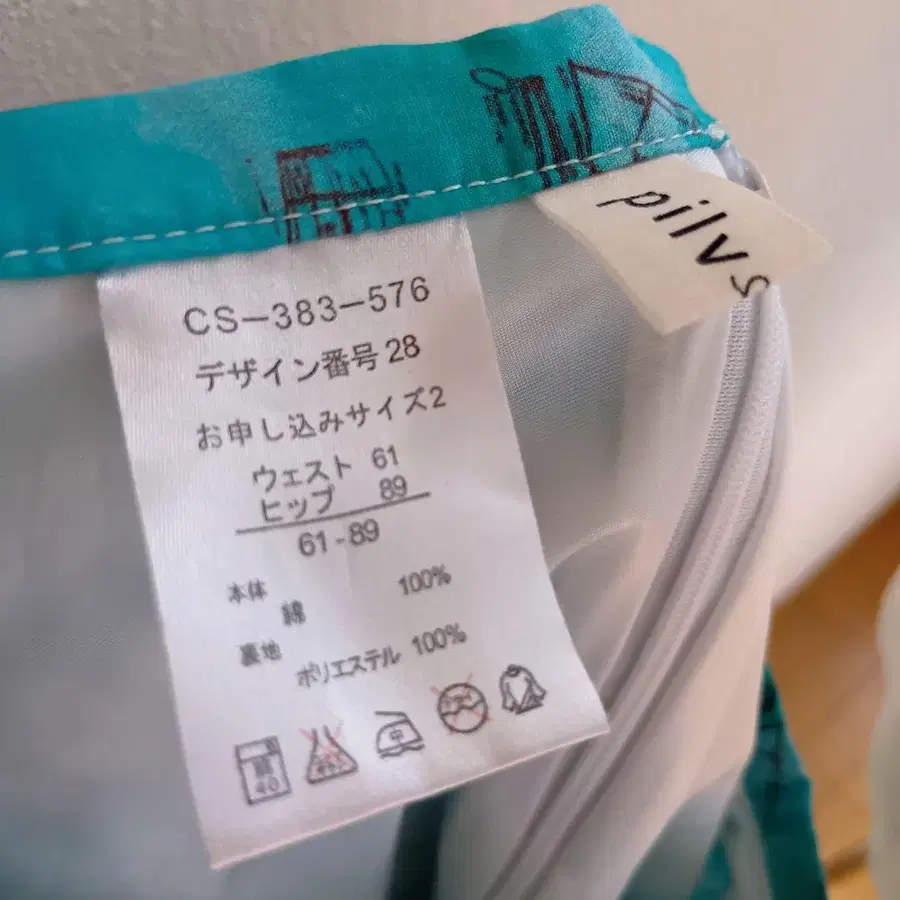 pilvs
CS-383-576
デザイン番号28
お申し込みサイズ2
ウェスト 61
ヒップ 89
61-89
本体
綿 100%
裏地
ポリエステル 100%
40
中